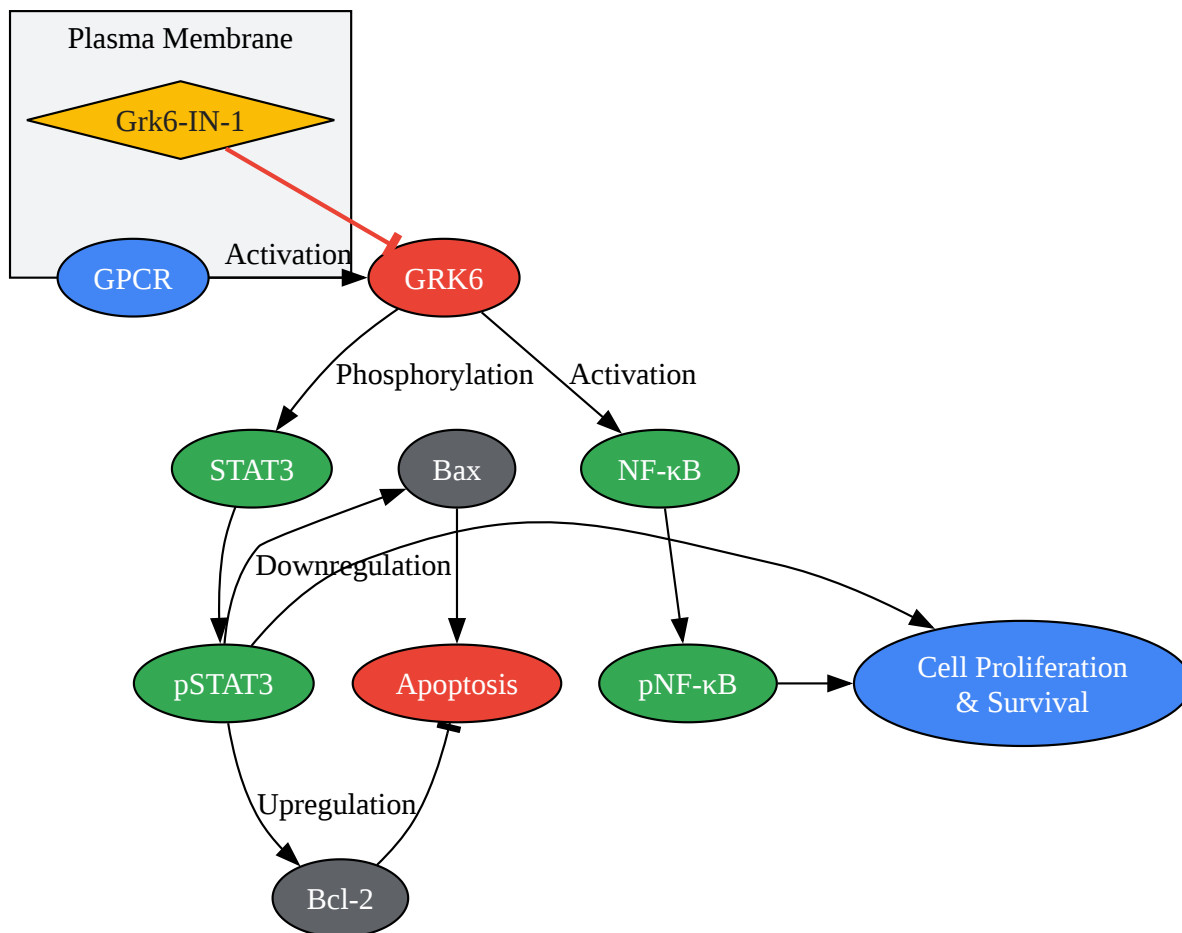 Plasma Membrane
Grk6-IN-1
Activation
GPCR
GRK6
Phosphorylation
Activation
STAT3
Bax
NF-κB
Downregulation
pSTAT3
Apoptosis
pNF-κB
Cell Proliferation
& Survival
Upregulation
Bcl-2